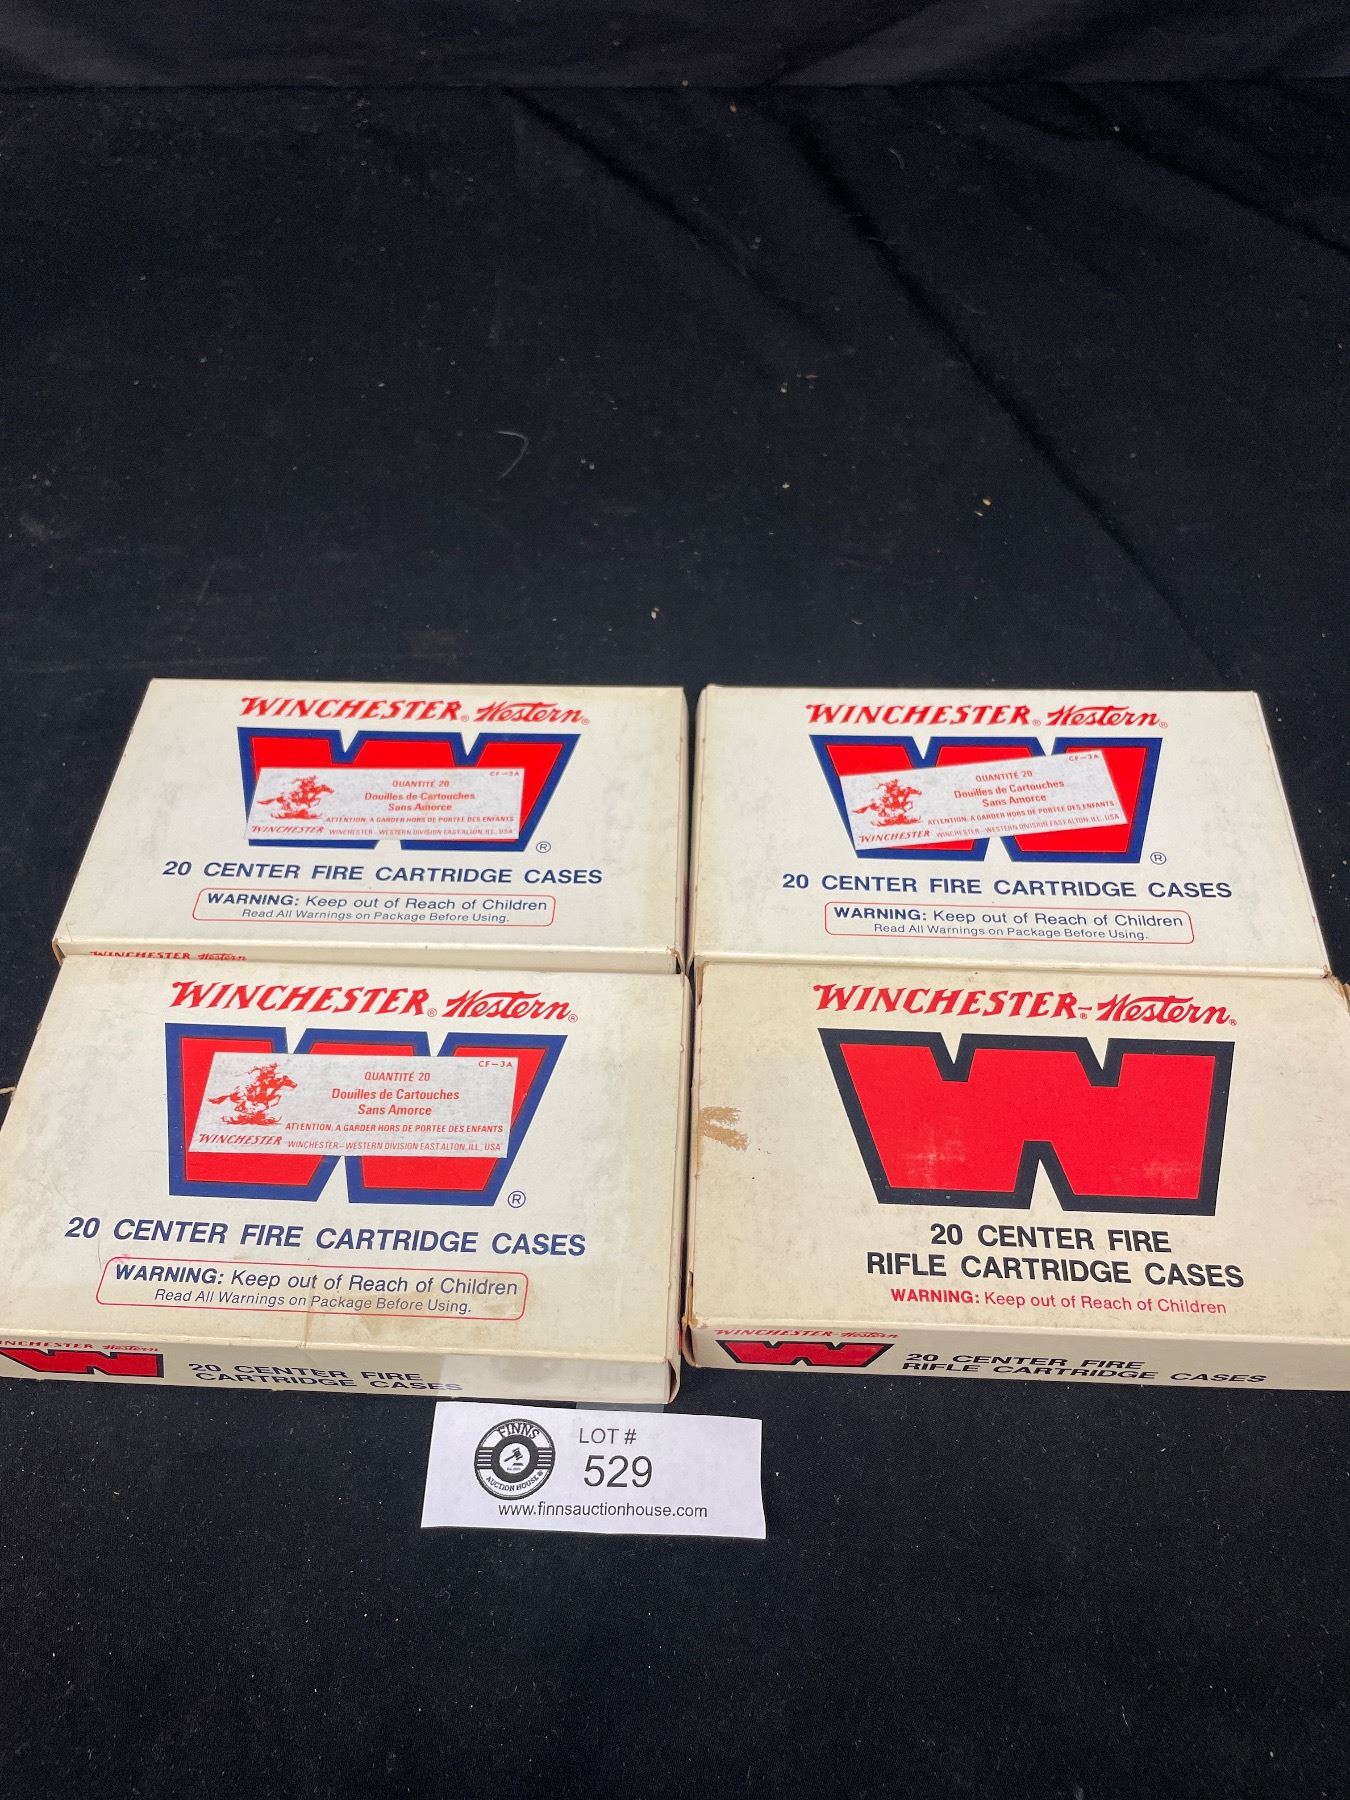 WINCHESTER® Western®
CF-3A
QUANTITÉ 20
Douilles de Cartouches
Sans Amorce
ATTENTION, A GARDER HORS DE PORTEE DES ENFANTS
WINCHESTER WINCHESTER-WESTERN DIVISION EAST ALTON, ILL., USA
®
20 CENTER FIRE CARTRIDGE CASES
WARNING: Keep out of Reach of Children
Read All Warnings on Package Before Using.
WINCHESTER Western
WINCHESTER® Western®
CF-3A
QUANTITÉ 20
Douilles de Cartouches
Sans Amorce
ATTENTION, A GARDER HORS DE PORTEE DES ENFANTS
WINCHESTER WINCHESTER-WESTERN DIVISION EAST ALTON, ILL., USA
®
20 CENTER FIRE CARTRIDGE CASES
WARNING: Keep out of Reach of Children
Read All Warnings on Package Before Using.
WINCHESTER® Western®
CF-3A
QUANTITÉ 20
Douilles de Cartouches
Sans Amorce
ATTENTION, A GARDER HORS DE PORTEE DES ENFANTS
WINCHESTER WINCHESTER-WESTERN DIVISION EAST ALTON, ILL., USA
®
20 CENTER FIRE CARTRIDGE CASES
WARNING: Keep out of Reach of Children
Read All Warnings on Package Before Using.
WINCHESTER Western
20 CENTER FIRE
CARTRIDGE CASES
WINCHESTER®-Western®
20 CENTER FIRE
RIFLE CARTRIDGE CASES
WARNING: Keep out of Reach of Children
WINCHESTER-Western
20 CENTER FIRE
RIFLE CARTRIDGE CASES
FINNS
AUCTION HOUSE
LOT #
529
www.finnsauctionhouse.com